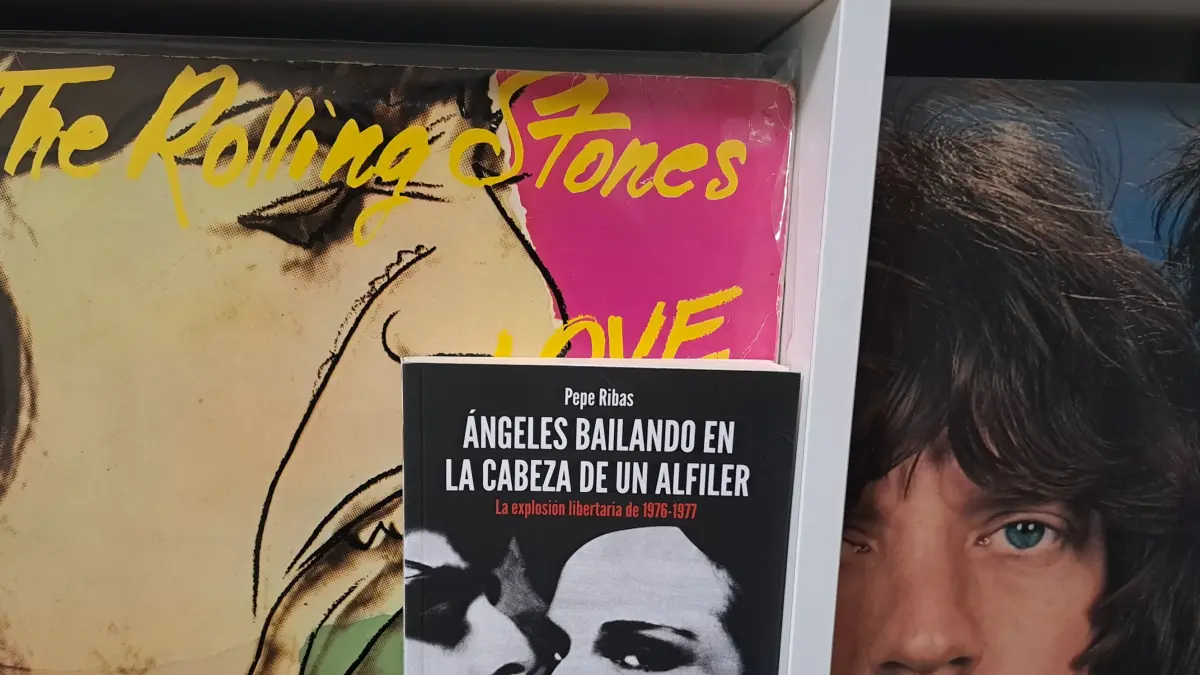 The Rolling Stones
LOVE
Pepe Ribas
ÁNGELES BAILANDO EN
LA CABEZA DE UN ALFILER
La explosión libertaria de 1976-1977